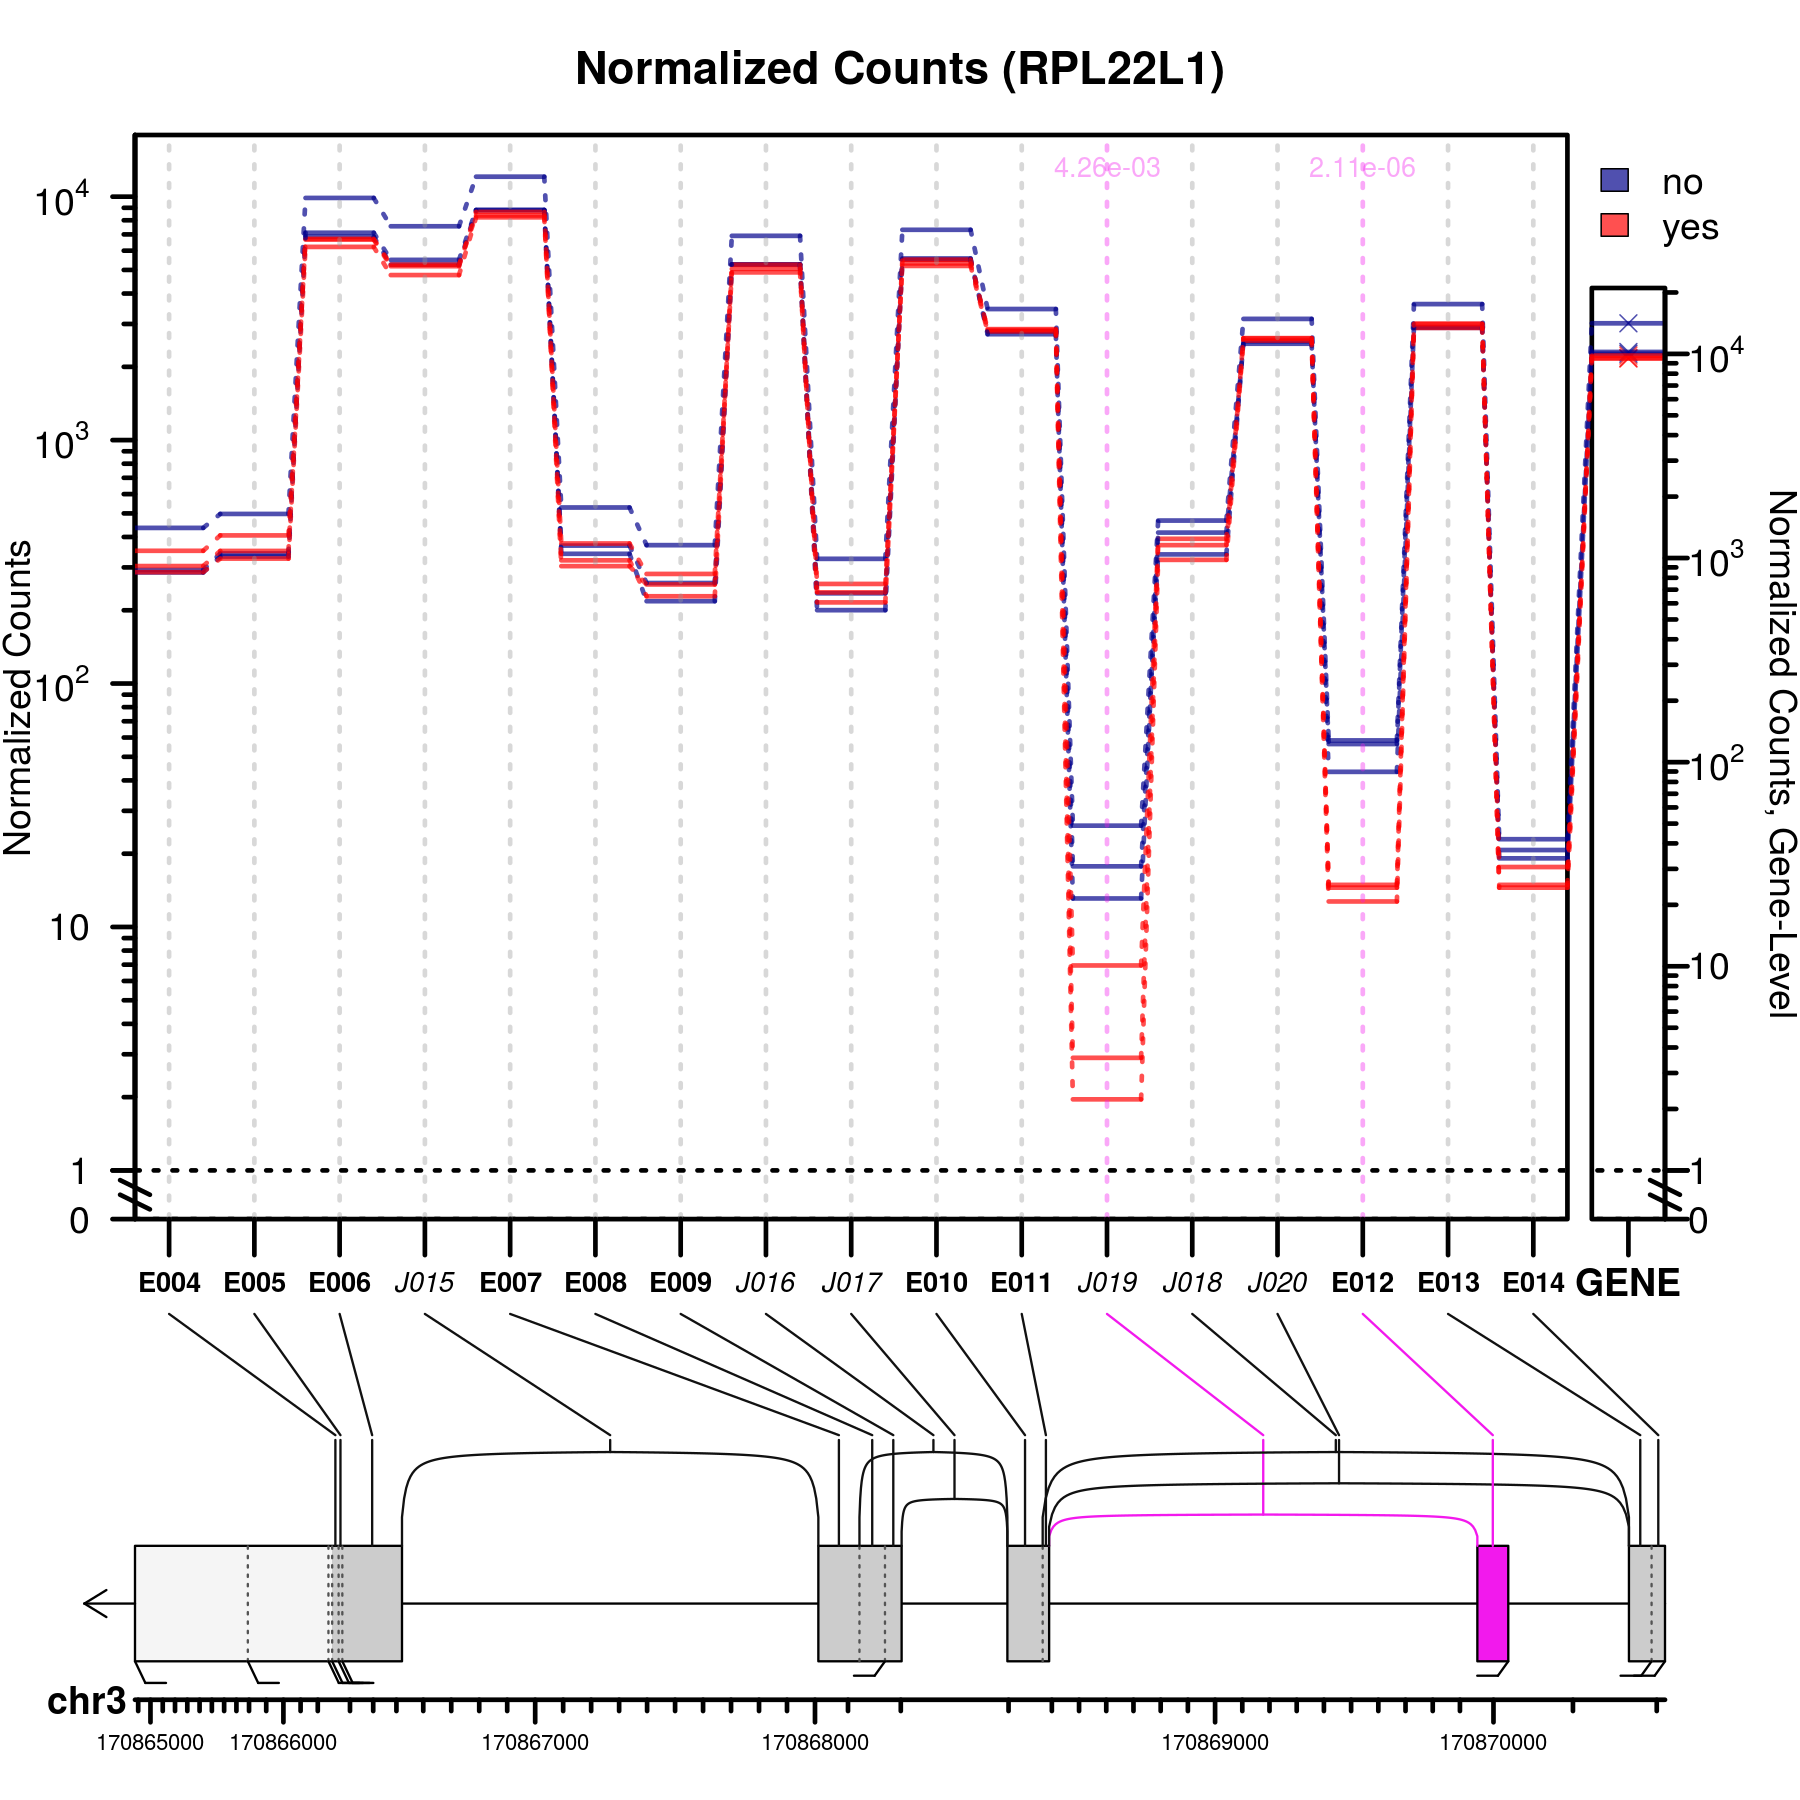 Normalized Counts (RPL22L1)
4.26e-03 2.11e-06
no
yes
Normalized Counts
10^4
10^3
10^2
10
1
0
10^4
10^3
10^2
10
1
0
Normalized Counts, Gene-Level
E004 E005 E006 J015 E007 E008 E009 J016 J017 E010 E011 J019 J018 J020 E012 E013 E014 GENE
chr3
170865000 170866000 170867000 170868000 170869000 170870000